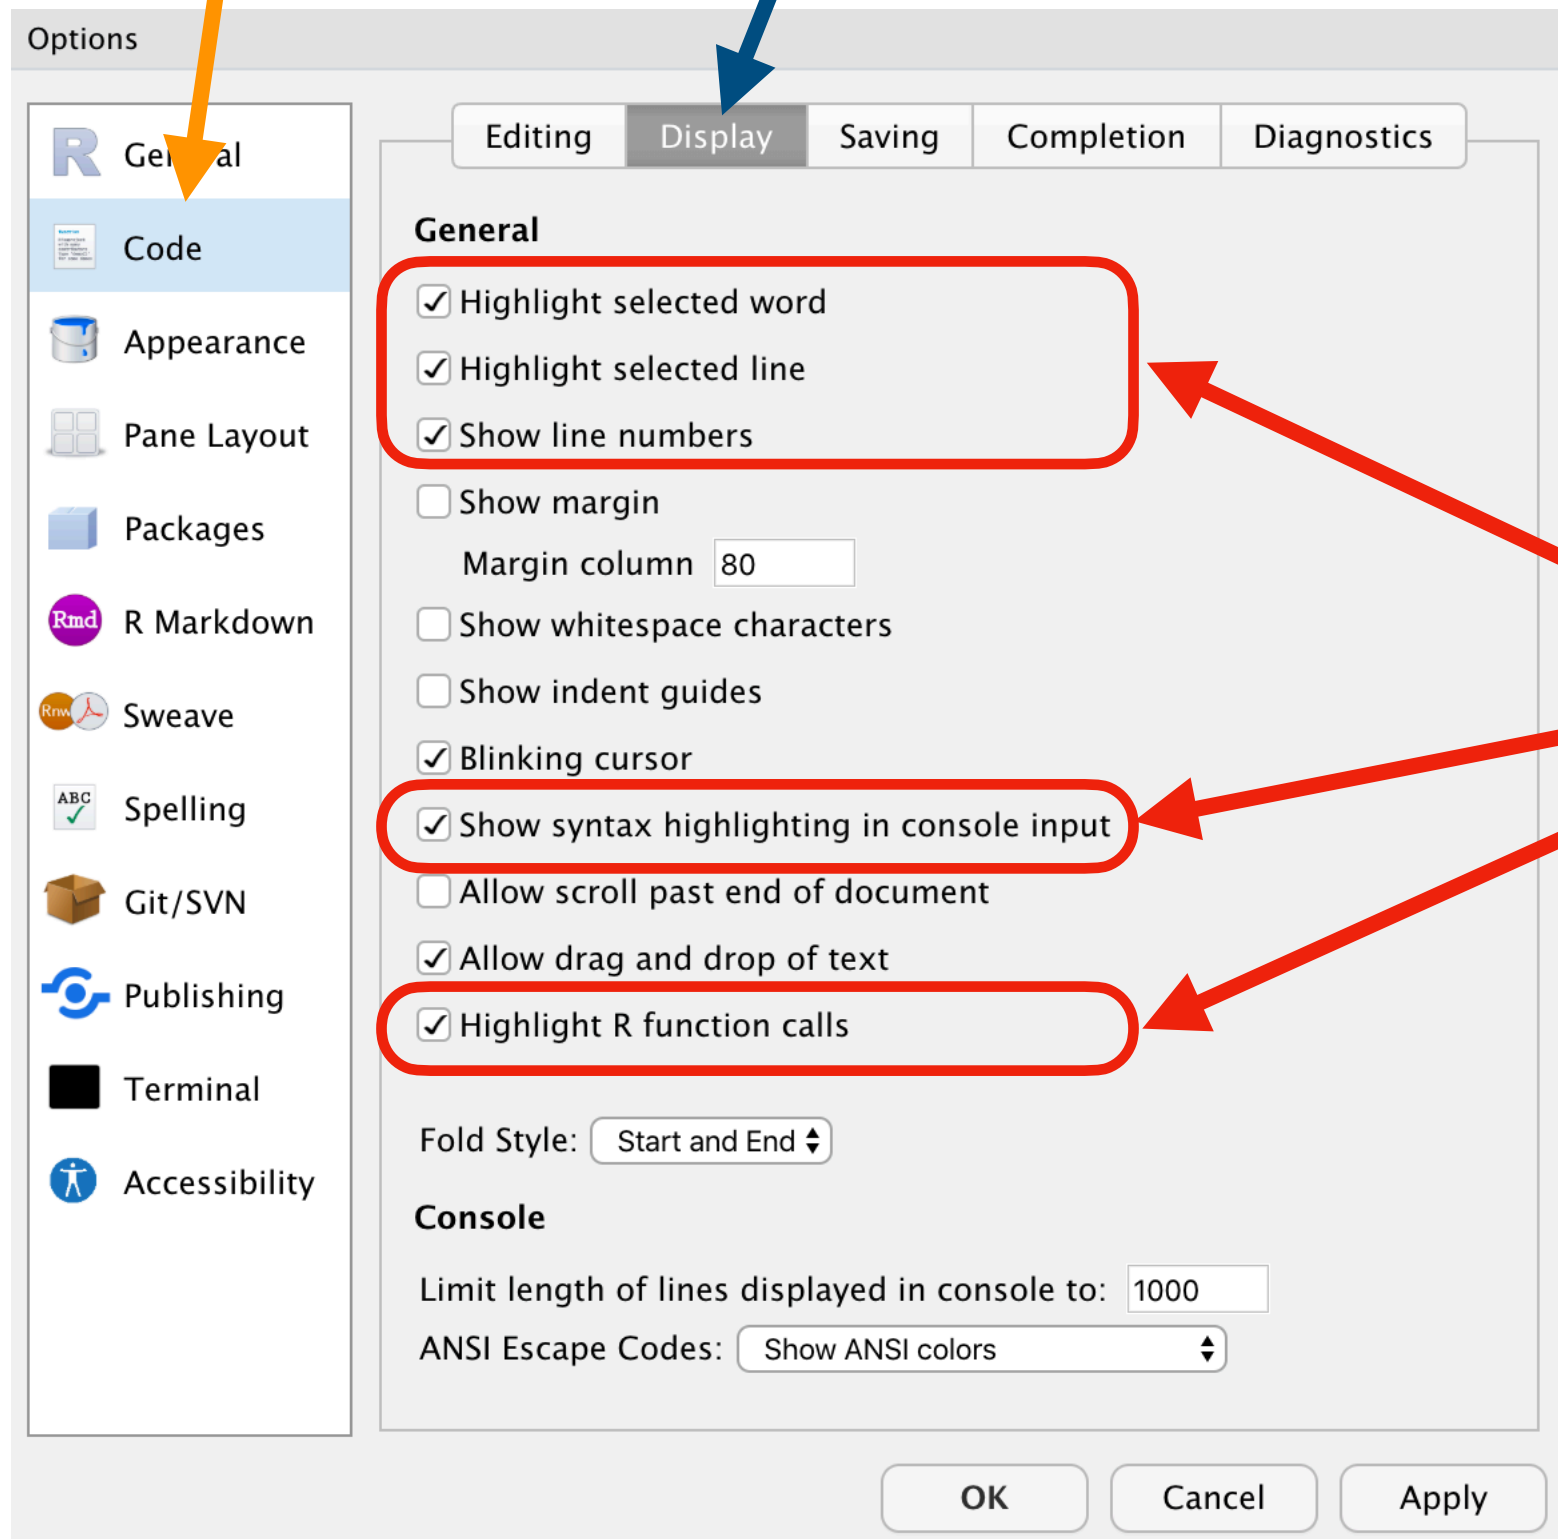 Options
R General
Code
Appearance
Pane Layout
Packages
Rmd R Markdown
Rnw Sweave
ABC Spelling
Git/SVN
Publishing
Terminal
Accessibility
Editing Display Saving Completion Diagnostics
General
Highlight selected word
Highlight selected line
Show line numbers
Show margin
Margin column 80
Show whitespace characters
Show indent guides
Blinking cursor
Show syntax highlighting in console input
Allow scroll past end of document
Allow drag and drop of text
Highlight R function calls
Fold Style: Start and End
Console
Limit length of lines displayed in console to: 1000
ANSI Escape Codes: Show ANSI colors
OK Cancel Apply